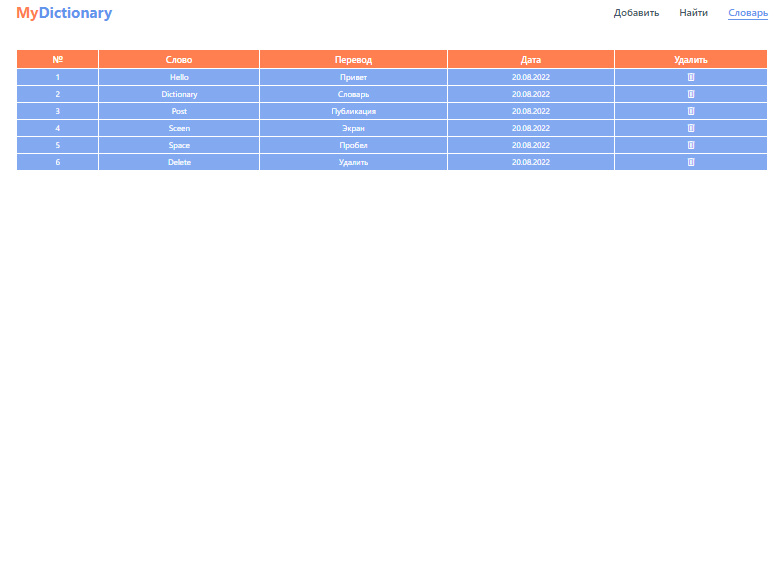 MyDictionary Добавить Найти Словарь
№ Слово Перевод Дата Удалить
1 Hello Привет 20.08.2022
2 Dictionary Словарь 20.08.2022
3 Post Публикация 20.08.2022
4 Sceen Экран 20.08.2022
5 Space Пробел 20.08.2022
6 Delete Удалить 20.08.2022